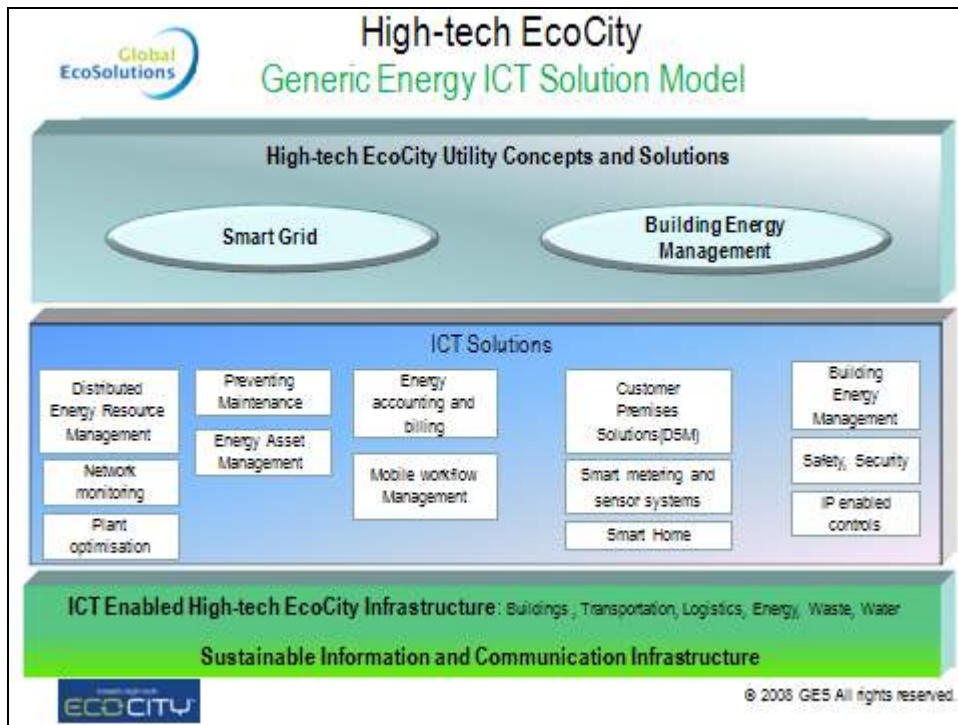 Global
EcoSolutions
High-tech EcoCity
Generic Energy ICT Solution Model
High-tech EcoCity Utility Concepts and Solutions
Smart Grid
Building Energy
Management
ICT Solutions
Distributed
Energy Resource
Management
Network
monitoring
Plant
optimisation
Preventing
Maintenance
Energy Asset
Management
Energy
accounting and
billing
Mobile workflow
Management
Customer
Premises
Solutions(DSM)
Smart metering and
sensor systems
Smart Home
Building
Energy
Management
Safety, Security
IP enabled
controls
ICT Enabled High-tech EcoCity Infrastructure: Buildings, Transportation, Logistics, Energy, Waste, Water
Sustainable Information and Communication Infrastructure
ECOCITY
© 2008 GES All rights reserved.